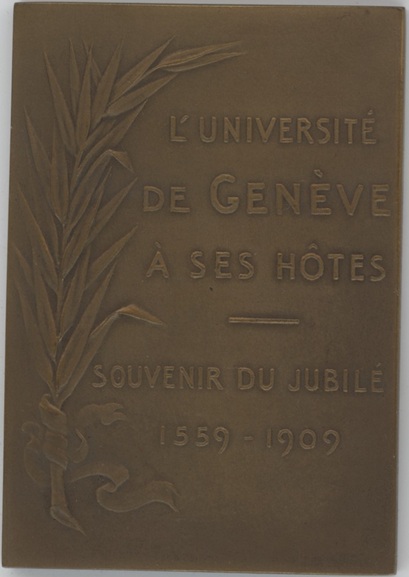 L'UNIVERSITÉ
DE GENÈVE
À SES HÔTES
SOUVENIR DU JUBILÉ
1559-1909